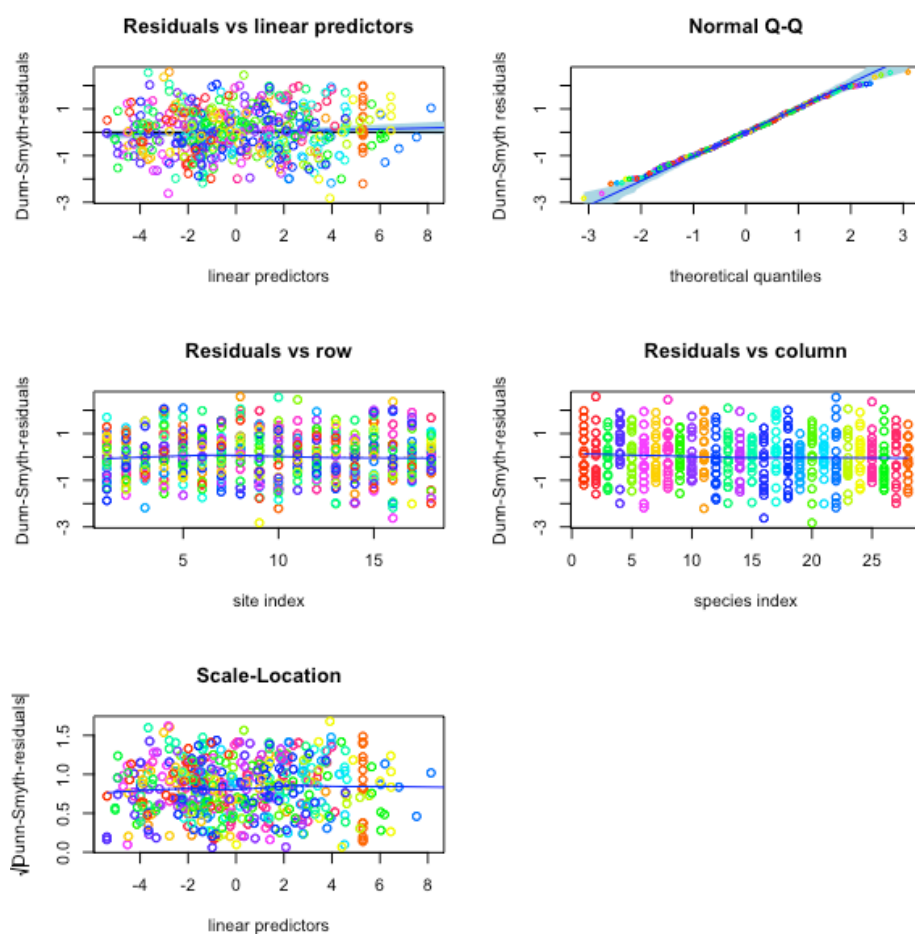 Residuals vs linear predictors
Dunn-Smyth-residuals
1
-1
-3
-4 -2 0 2 4 6 8
linear predictors
Normal Q-Q
Dunn-Smyth residuals
1
-1
-3
-3 -2 -1 0 1 2 3
theoretical quantiles
Residuals vs row
Dunn-Smyth-residuals
1
-1
-3
5 10 15
site index
Residuals vs column
Dunn-Smyth-residuals
1
-1
-3
0 5 10 15 20 25
species index
Scale-Location
√|Dunn-Smyth-residuals|
1.5
1.0
0.5
0.0
-4 -2 0 2 4 6 8
linear predictors